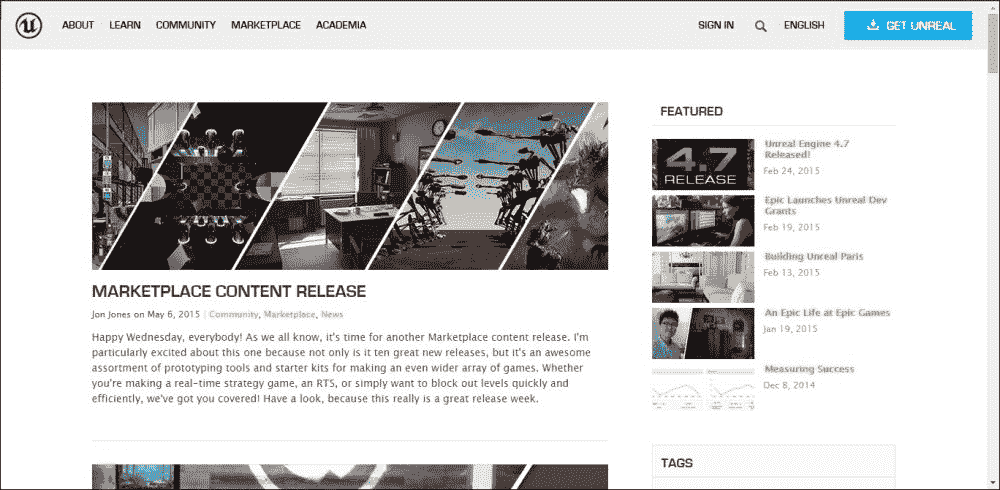 ABOUT LEARN COMMUNITY MARKETPLACE ACADEMIA SIGN IN ENGLISH GET UNREAL
MARKETPLACE CONTENT RELEASE
Jon Jones on May 6, 2015 | Community, Marketplace, News
Happy Wednesday, everybody! As we all know, it's time for another Marketplace content release. I'm
particularly excited about this one because not only is it ten great new releases, but it's an awesome
assortment of prototyping tools and starter kits for making an even wider array of games. Whether
you're making a real-time strategy game, an RTS, or simply want to block out levels quickly and
efficiently, we've got you covered! Have a look, because this really is a great release week.
FEATURED
4.7
RELEASE
Unreal Engine 4.7
Released!
Feb 24, 2015
Epic Launches Unreal Dev
Grants
Feb 19, 2015
Building Unreal Paris
Feb 13, 2015
An Epic Life at Epic Games
Jan 19, 2015
Measuring Success
Dec 8, 2014
TAGS